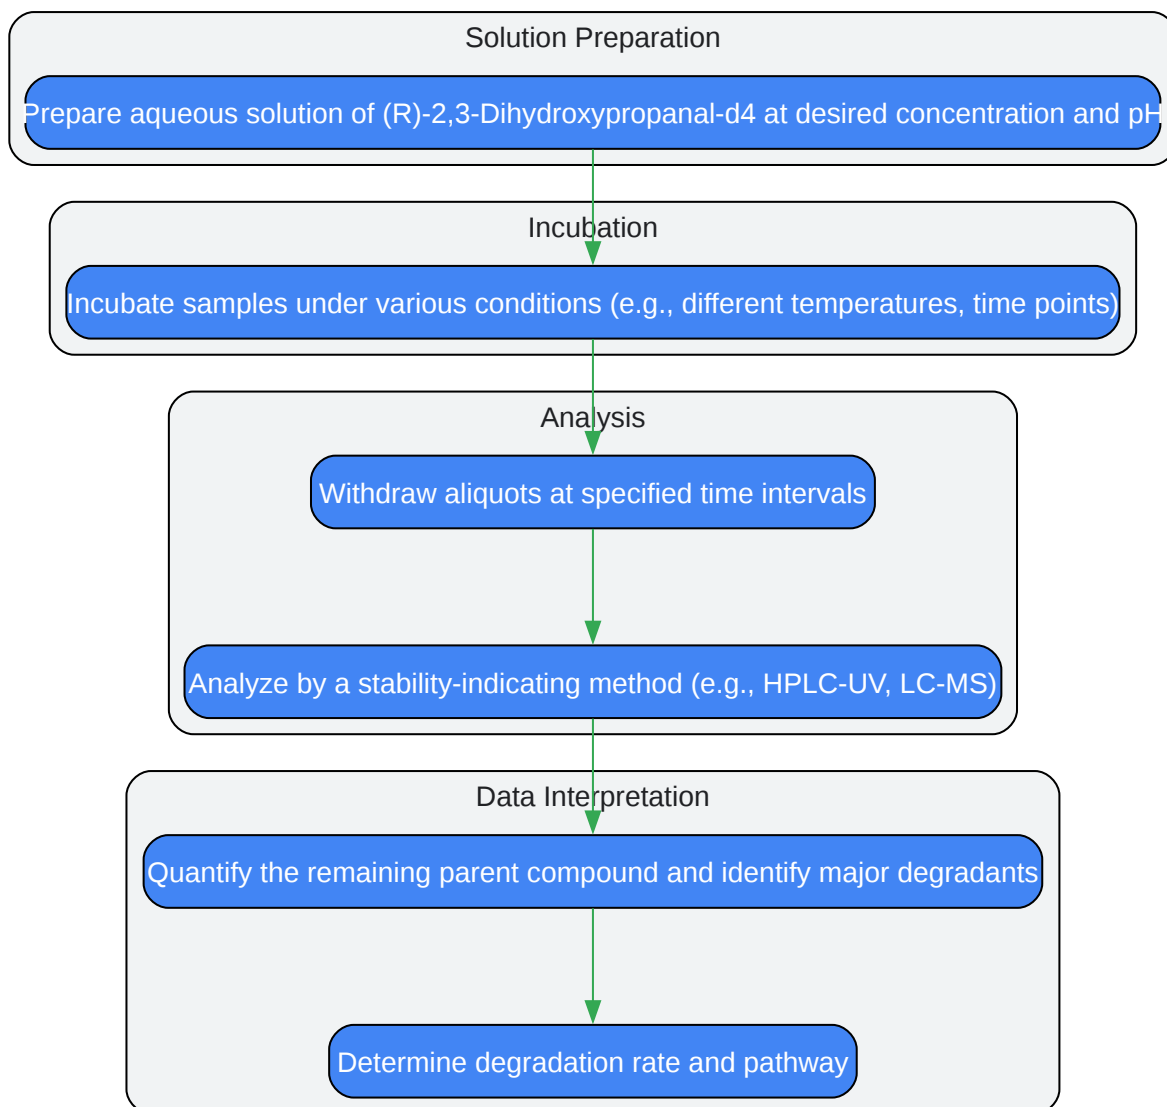 Solution Preparation
Prepare aqueous solution of (R)-2,3-Dihydroxypropanal-d4 at desired concentration and pH
Incubation
Incubate samples under various conditions (e.g., different temperatures, time points)
Analysis
Withdraw aliquots at specified time intervals
Analyze by a stability-indicating method (e.g., HPLC-UV, LC-MS)
Data Interpretation
Quantify the remaining parent compound and identify major degradants
Determine degradation rate and pathway